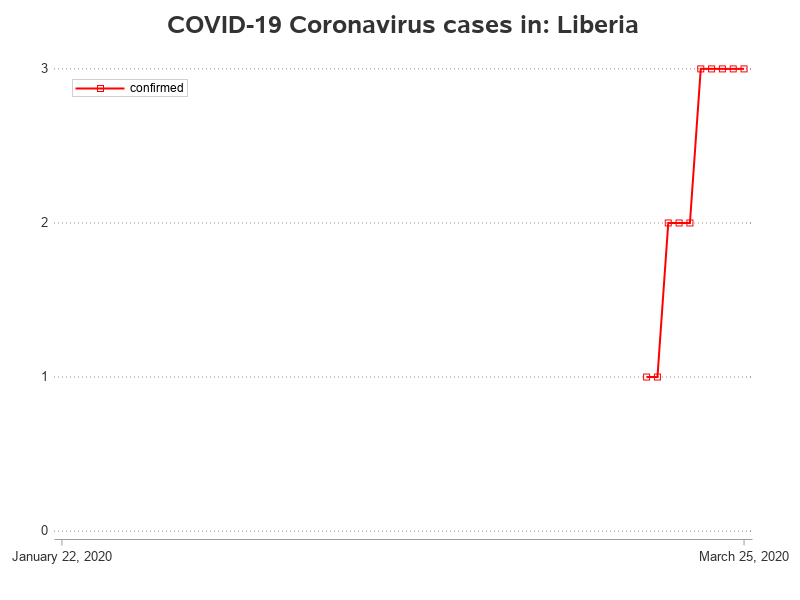 COVID-19 Coronavirus cases in: Liberia
3
confirmed
2
1
0
January 22, 2020
March 25, 2020